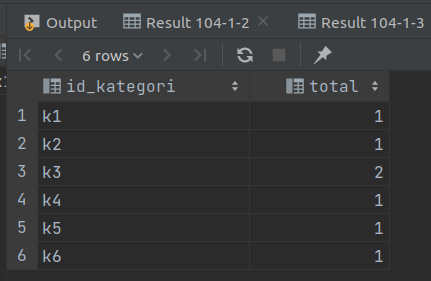 Output Result 104-1-2 Result 104-1-3
6 rows
id_kategori total
1 k1 1
2 k2 1
3 k3 2
4 k4 1
5 k5 1
6 k6 1